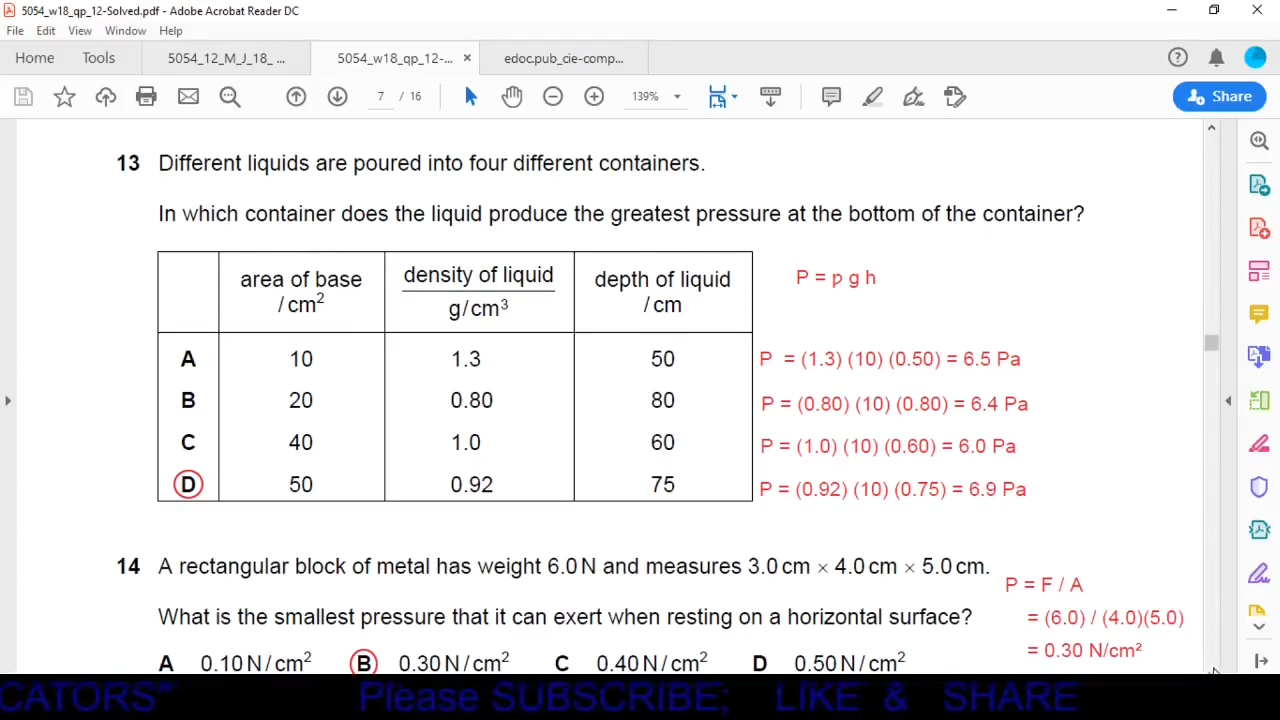 5054_w18_qp_12-Solved.pdf - Adobe Acrobat Reader DC
File Edit View Window Help
Home Tools 5054_12_M_J_18_ ... 5054_w18_qp_12-... × edoc.pub_cie-comp...
7 / 16 139% Share
13 Different liquids are poured into four different containers.
In which container does the liquid produce the greatest pressure at the bottom of the container?
area of base / cm² density of liquid / g/cm³ depth of liquid / cm P = p g h
A 10 1.3 50 P = (1.3) (10) (0.50) = 6.5 Pa
B 20 0.80 80 P = (0.80) (10) (0.80) = 6.4 Pa
C 40 1.0 60 P = (1.0) (10) (0.60) = 6.0 Pa
D 50 0.92 75 P = (0.92) (10) (0.75) = 6.9 Pa
14 A rectangular block of metal has weight 6.0 N and measures 3.0 cm × 4.0 cm × 5.0 cm.
P = F / A
What is the smallest pressure that it can exert when resting on a horizontal surface? = (6.0) / (4.0)(5.0)
= 0.30 N/cm²
A 0.10 N/cm² B 0.30 N/cm² C 0.40 N/cm² D 0.50 N/cm²
CATORS* Please SUBSCRIBE; LIKE & SHARE